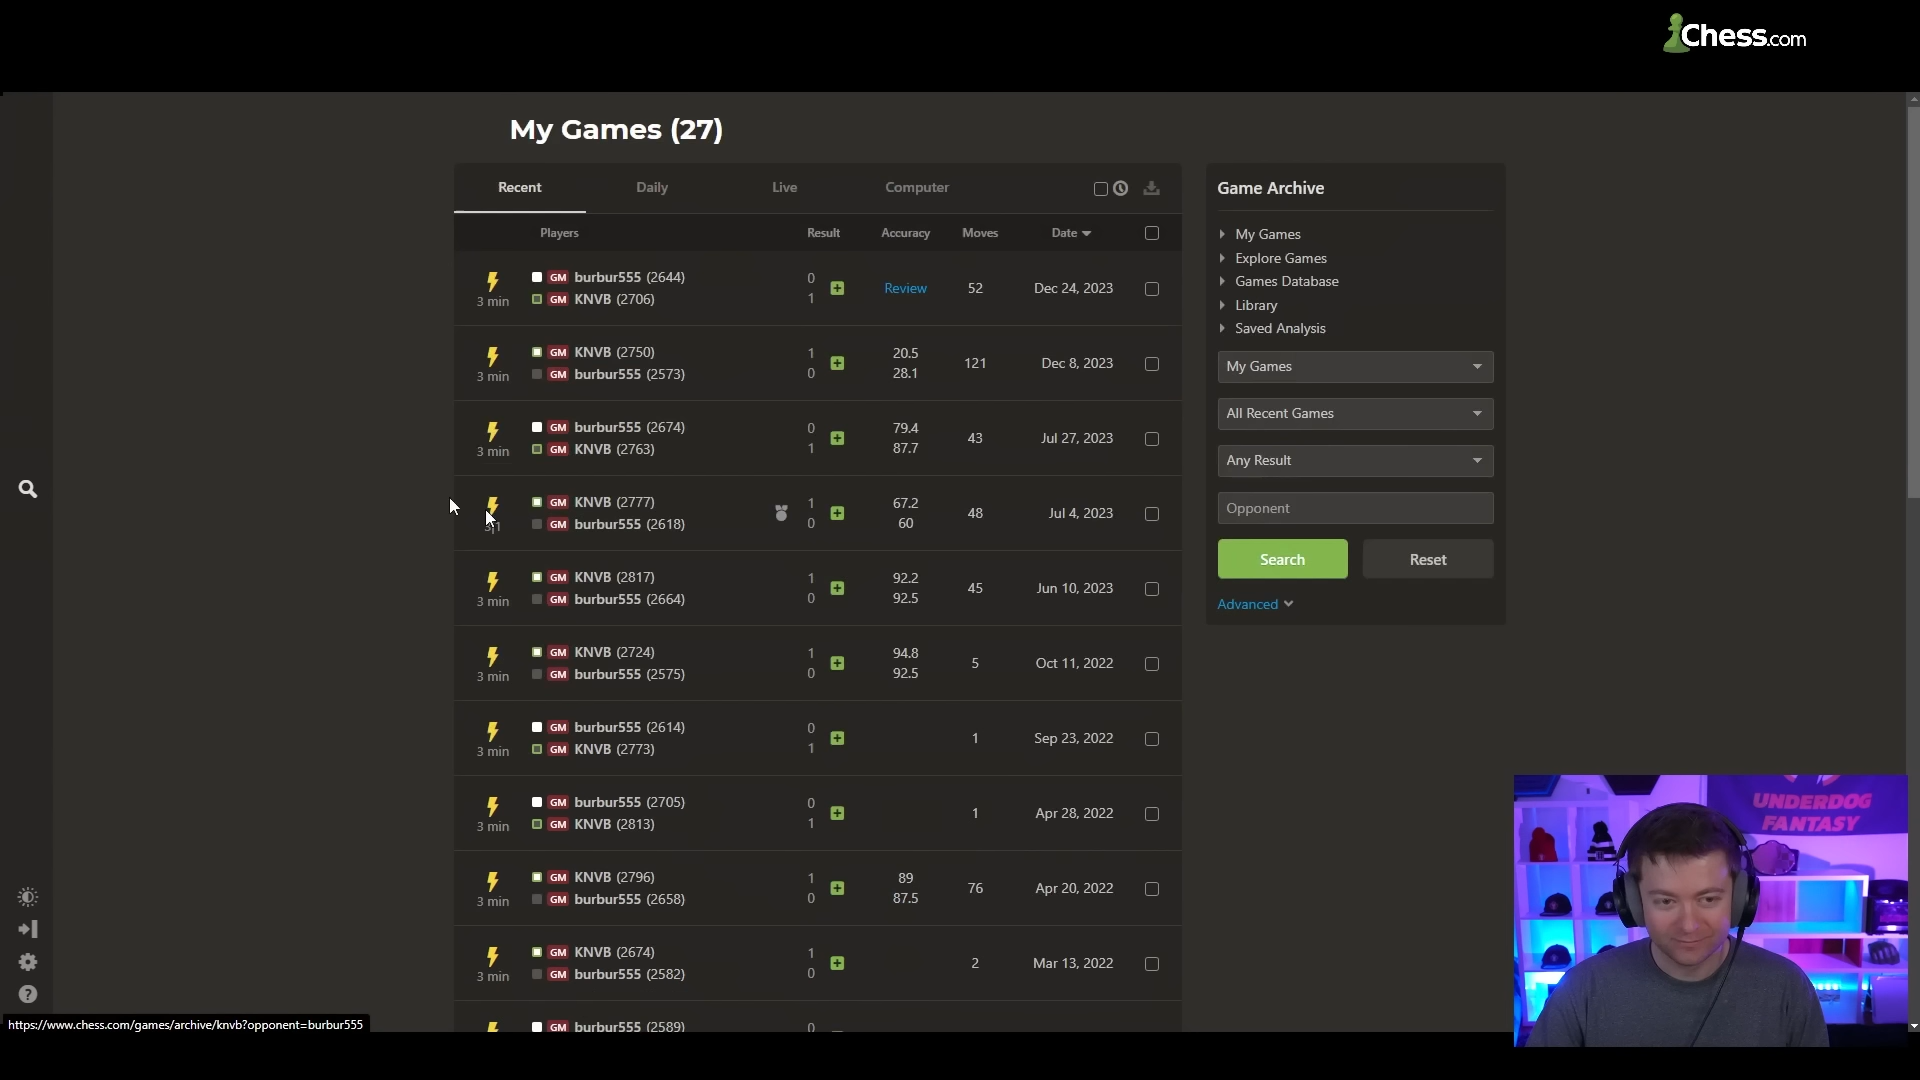 Chess.com
My Games (27)
Recent Daily Live Computer
Players Result Accuracy Moves Date
3 min GM burbur555 (2644) 0 Review 52 Dec 24, 2023
GM KNVB (2706) 1
3 min GM KNVB (2750) 1 20.5 121 Dec 8, 2023
GM burbur555 (2573) 0 28.1
3 min GM burbur555 (2674) 0 79.4 43 Jul 27, 2023
GM KNVB (2763) 1 87.7
GM KNVB (2777) 1 67.2 48 Jul 4, 2023
3|1 GM burbur555 (2618) 0 60
3 min GM KNVB (2817) 1 92.2 45 Jun 10, 2023
GM burbur555 (2664) 0 92.5
3 min GM KNVB (2724) 1 94.8 5 Oct 11, 2022
GM burbur555 (2575) 0 92.5
3 min GM burbur555 (2614) 0 1 Sep 23, 2022
GM KNVB (2773) 1
3 min GM burbur555 (2705) 0 1 Apr 28, 2022
GM KNVB (2813) 1
3 min GM KNVB (2796) 1 89 76 Apr 20, 2022
GM burbur555 (2658) 0 87.5
3 min GM KNVB (2674) 1 2 Mar 13, 2022
GM burbur555 (2582) 0
burbur555 (2589) 0
Game Archive
My Games
Explore Games
Games Database
Library
Saved Analysis
My Games
All Recent Games
Any Result
Opponent
Search Reset
Advanced
UNDERDOG
FANTASY
https://www.chess.com/games/archive/knvb?opponent=burbur555